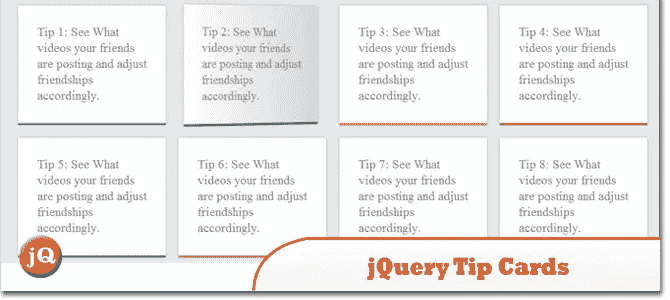 Tip 1: See What
videos your friends
are posting and adjust
friendships
accordingly.
Tip 2: See What
videos your friends
are posting and adjust
friendships
accordingly.
Tip 3: See What
videos your friends
are posting and adjust
friendships
accordingly.
Tip 4: See What
videos your friends
are posting and adjust
friendships
accordingly.
Tip 5: See What
videos your friends
are posting and adjust
friendships
accordingly.
Tip 6: See What
videos your friends
are posting and adjust
friendships
accordingly.
Tip 7: See What
videos your friends
are posting and adjust
friendships
accordingly.
Tip 8: See What
videos your friends
are posting and adjust
friendships
accordingly.
jQ
jQuery Tip Cards